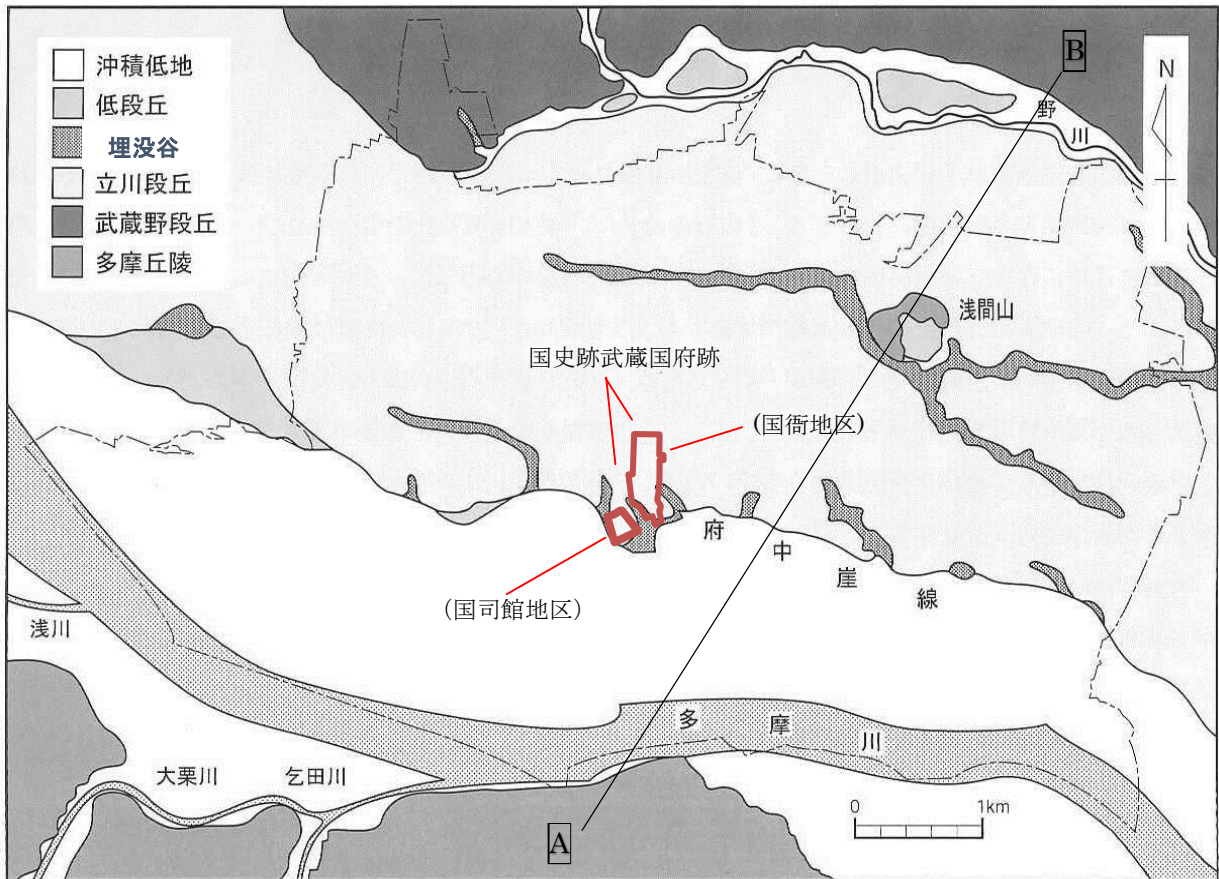 沖積低地
低段丘
埋没谷
立川段丘
武蔵野段丘
多摩丘陵
B
N
野川
浅間山
国史跡武蔵国府跡
(国衙地区)
府中崖線
(国司館地区)
浅川
多摩川
大栗川
乞田川
0 1km
A